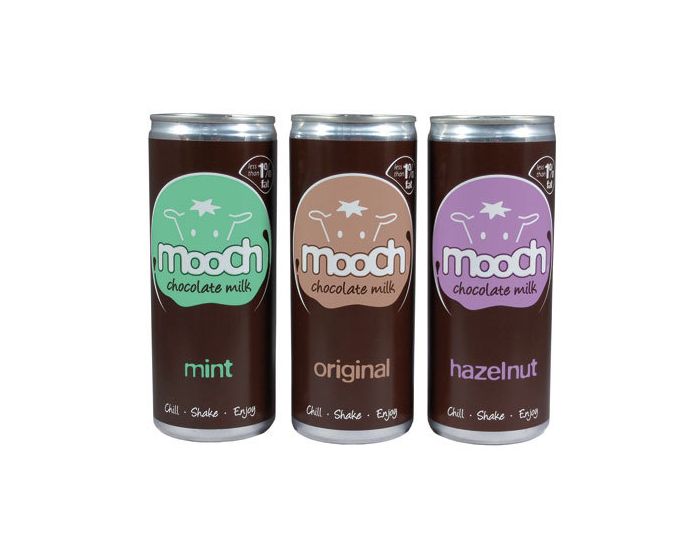 less than 1% fat
mooch
chocolate milk
mint
Chill · Shake · Enjoy
less than 1% fat
mooch
chocolate milk
original
Chill · Shake · Enjoy
less than 1% fat
mooch
chocolate milk
hazelnut
Chill · Shake · Enjoy